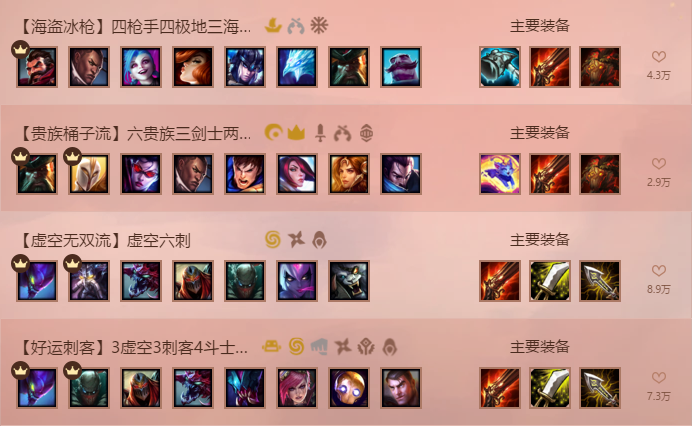 【海盗冰枪】四枪手四极地三海...
主要装备
4.3万
【贵族桶子流】六贵族三剑士两...
主要装备
2.9万
【虚空无双流】虚空六刺
主要装备
8.9万
【好运刺客】3虚空3刺客4斗士...
主要装备
7.3万